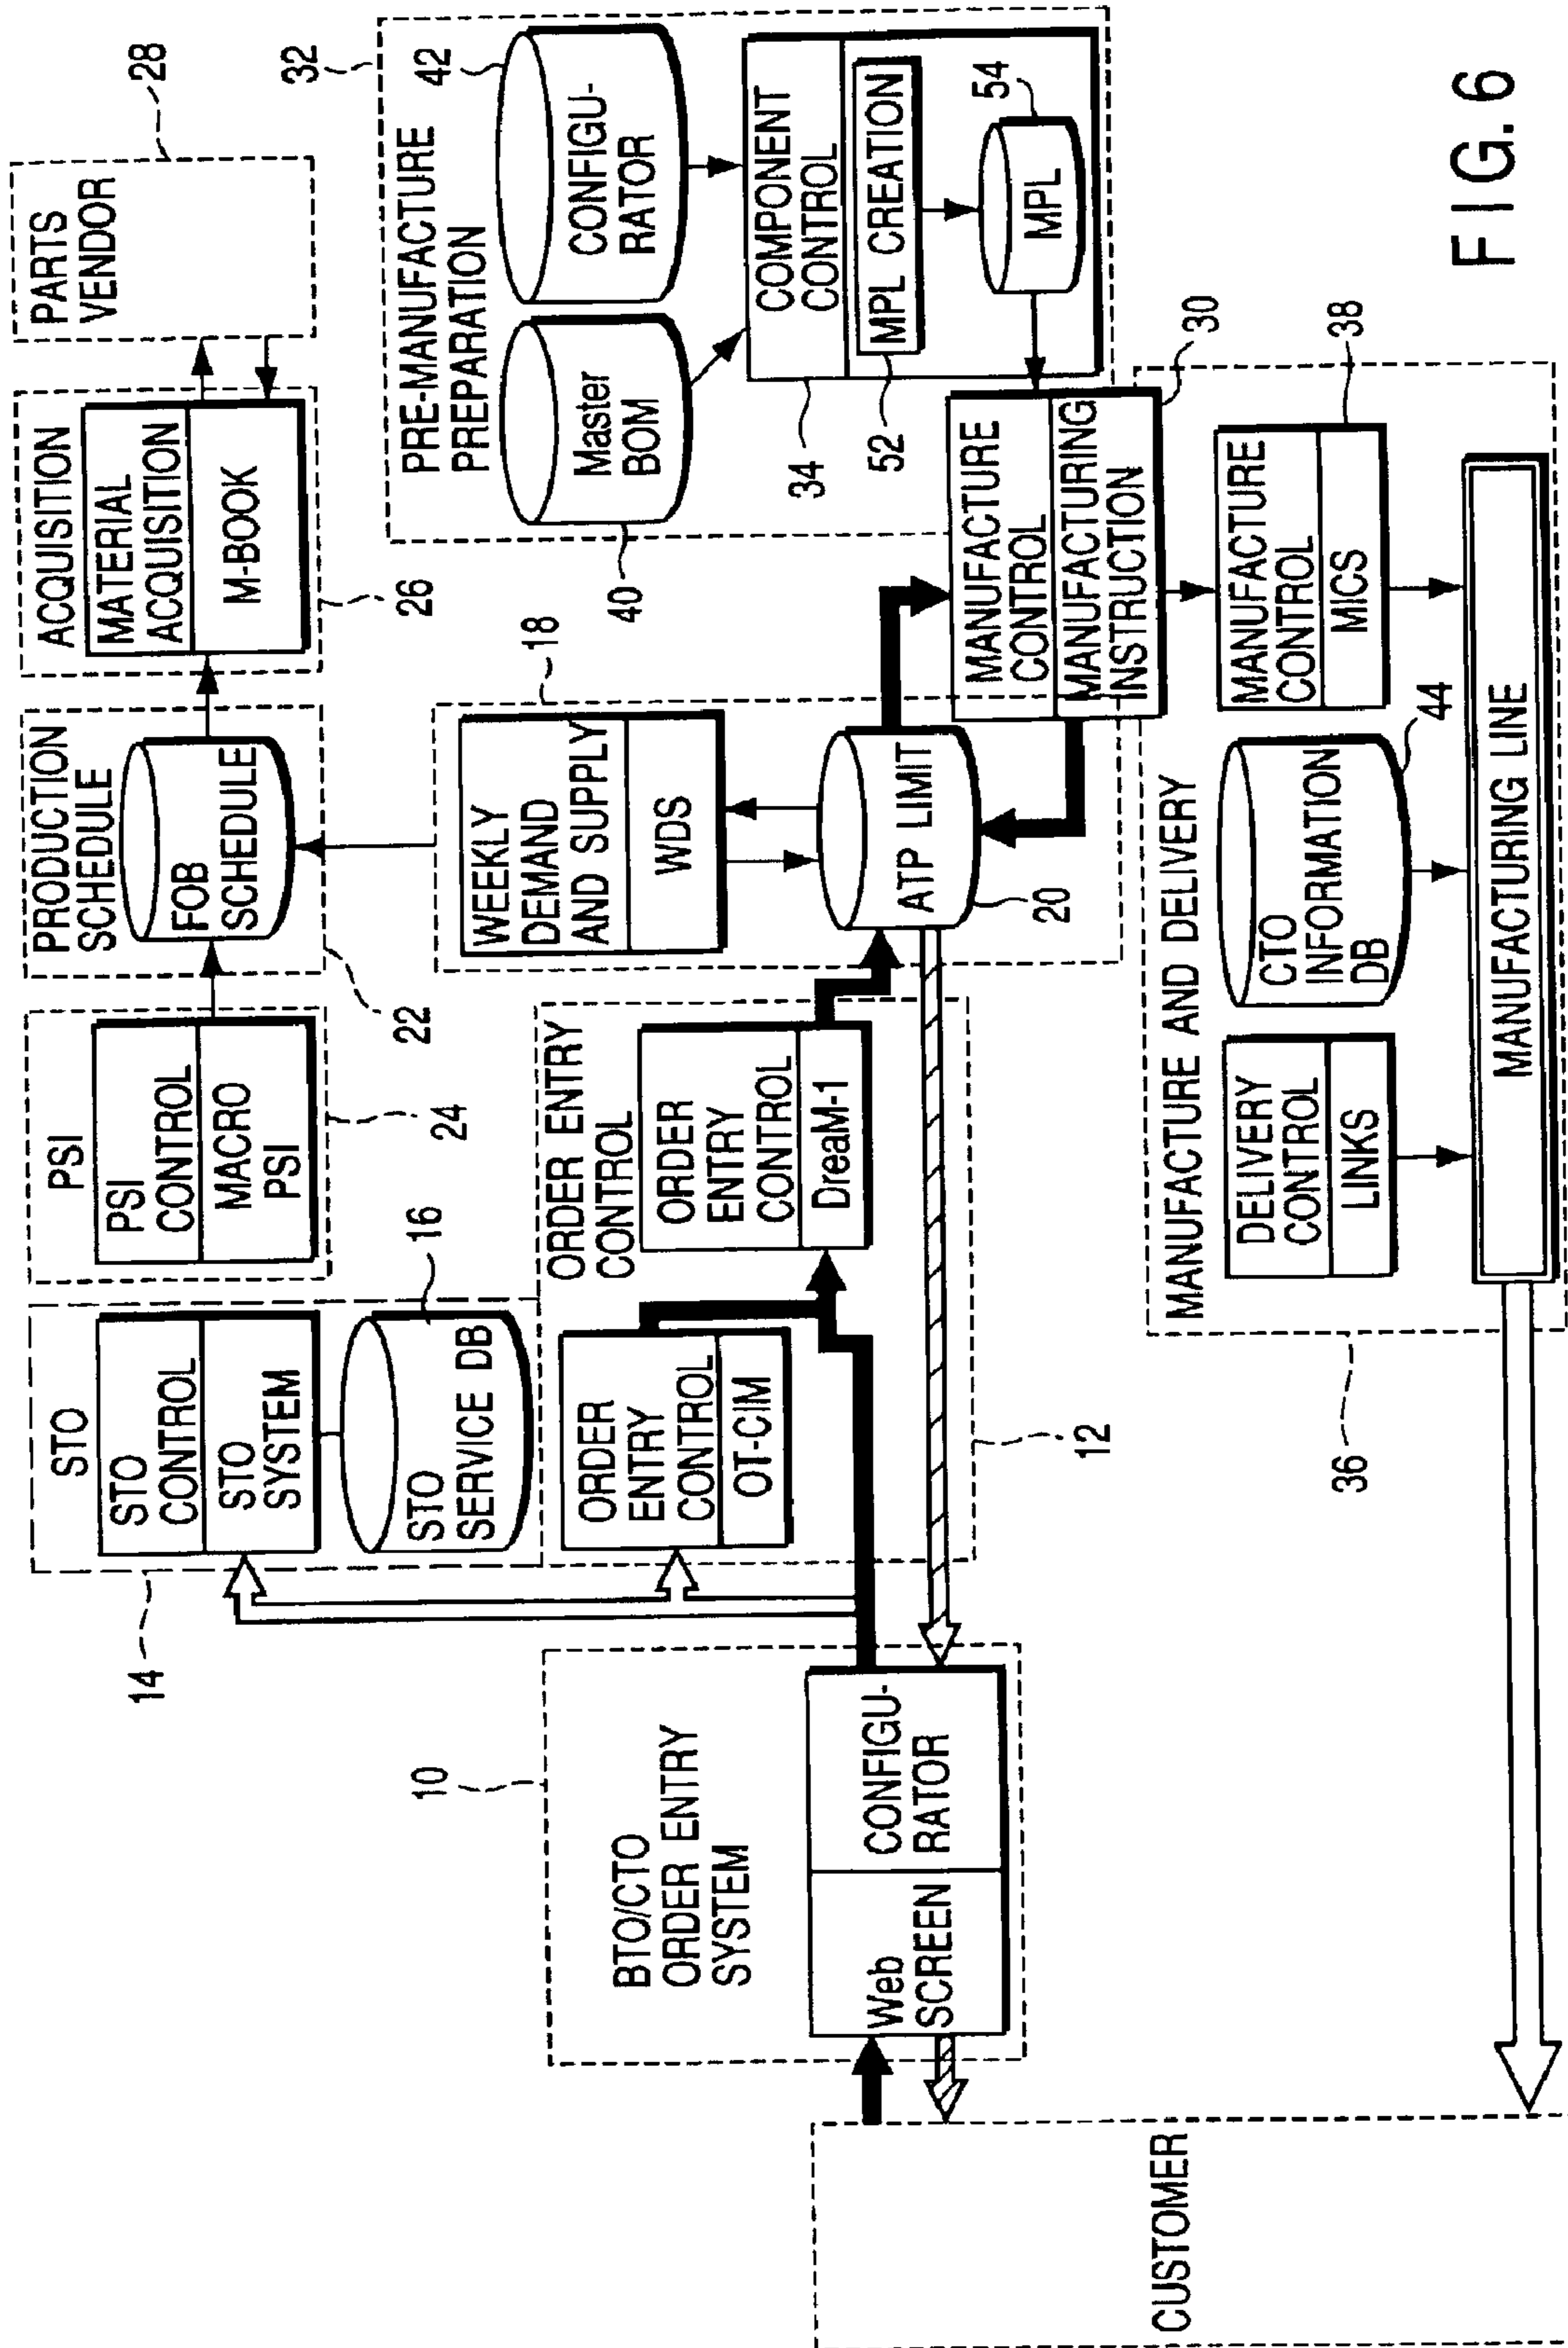 STO
STO
CONTROL
STO
SYSTEM
STO
SERVICE DB
14
16
PSI
PSI
CONTROL
MACRO
PSI
24
PRODUCTION
SCHEDULE
FOB
SCHEDULE
22
ACQUISITION
MATERIAL
ACQUISITION
M-BOOK
26
PARTS
VENDOR
28
BTO/CTO
ORDER ENTRY
SYSTEM
10
Web
SCREEN
CONFIGU-
RATOR
ORDER ENTRY
CONTROL
ORDER
ENTRY
CONTROL
OT-CIM
ORDER
ENTRY
CONTROL
DreaM-1
12
WEEKLY
DEMAND
AND SUPPLY
WDS
18
ATP LIMIT
20
PRE-MANUFACTURE
PREPARATION
32
Master
BOM
40
CONFIGU-
RATOR
42
COMPONENT
CONTROL
34
MPL CREATION
52
MPL
54
MANUFACTURE
CONTROL
MANUFACTURING
INSTRUCTION
30
MANUFACTURE AND DELIVERY
DELIVERY
CONTROL
LINKS
CTO
INFORMATION
DB
44
MANUFACTURE
CONTROL
MICS
38
MANUFACTURING LINE
36
CUSTOMER
FIG. 6